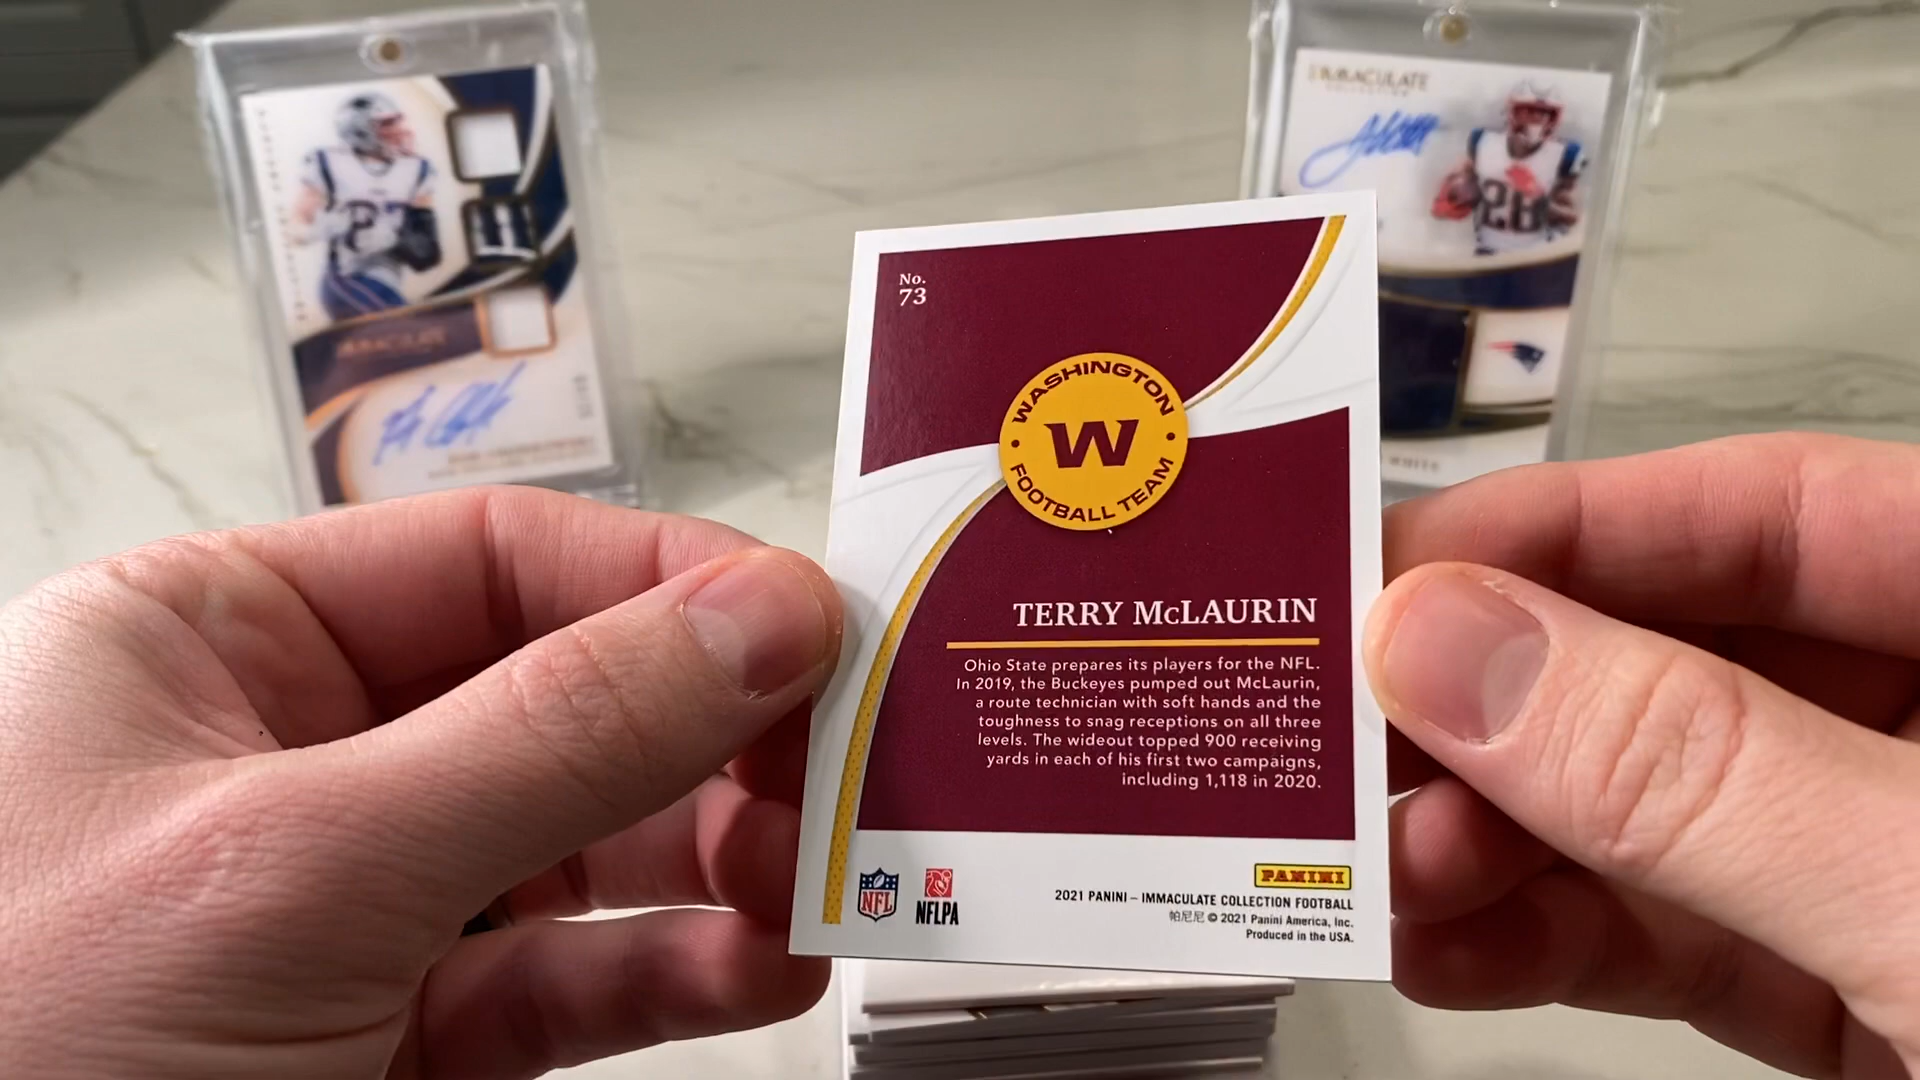 IMMACULATE
COLLECTION
28
No.
73
WASHINGTON
W
FOOTBALL TEAM
TERRY McLAURIN
Ohio State prepares its players for the NFL.
In 2019, the Buckeyes pumped out McLaurin,
a route technician with soft hands and the
toughness to snag receptions on all three
levels. The wideout topped 900 receiving
yards in each of his first two campaigns,
including 1,118 in 2020.
NFL
NFLPA
PANINI
2021 PANINI – IMMACULATE COLLECTION FOOTBALL
帕尼尼 © 2021 Panini America, Inc.
Produced in the USA.
WHITE